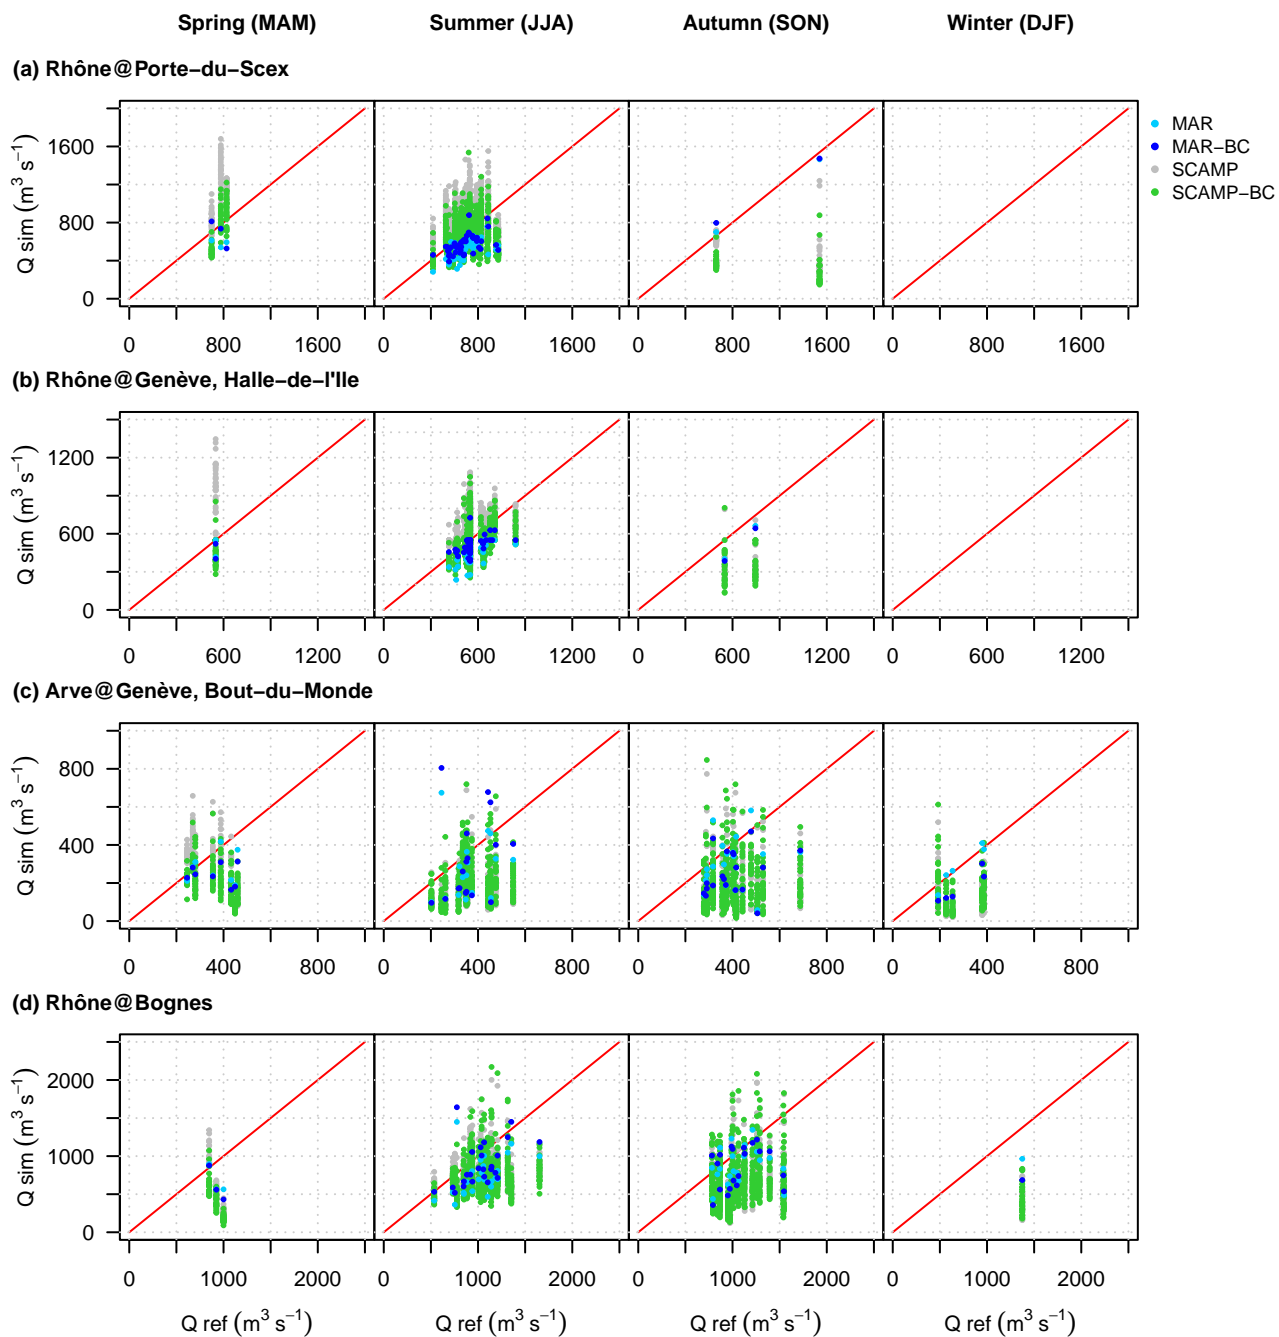 Spring (MAM) Summer (JJA) Autumn (SON) Winter (DJF)
(a) Rhône@Porte−du−Scex
Q sim (m³ s⁻¹)
1600
800
400
0
0 800 1600 0 800 1600 0 800 1600 0 800 1600
MAR
MAR−BC
SCAMP
SCAMP−BC
(b) Rhône@Genève, Halle−de−l'Ile
Q sim (m³ s⁻¹)
1200
600
300
0
0 600 1200 0 600 1200 0 600 1200 0 600 1200
(c) Arve@Genève, Bout−du−Monde
Q sim (m³ s⁻¹)
800
400
0
0 400 800 0 400 800 0 400 800 0 400 800
(d) Rhône@Bognes
Q sim (m³ s⁻¹)
2000
1000
0
0 1000 2000 0 1000 2000 0 1000 2000 0 1000 2000
Q ref (m³ s⁻¹) Q ref (m³ s⁻¹) Q ref (m³ s⁻¹) Q ref (m³ s⁻¹)